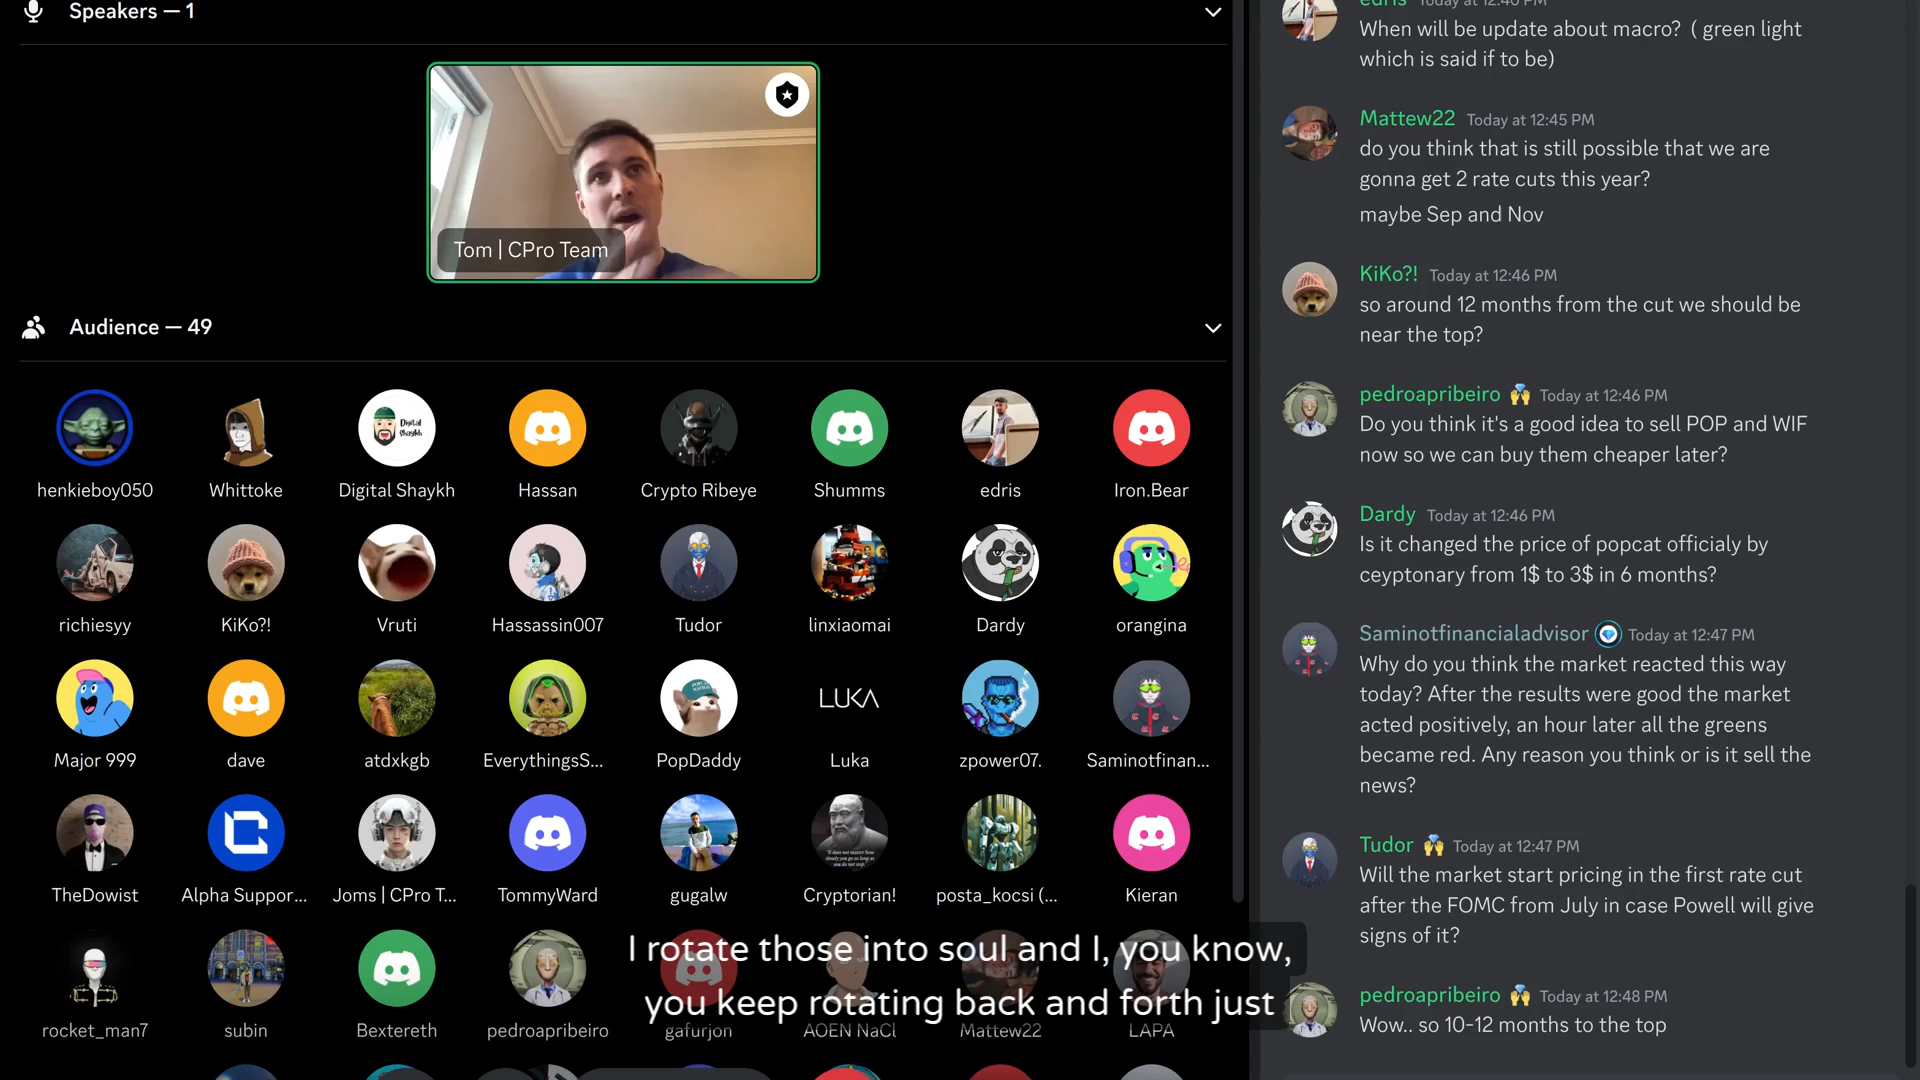 Speakers — 1
Tom | CPro Team
Audience — 49
henkieboy050
Whittoke
Digital Shaykh
Hassan
Crypto Ribeye
Shumms
edris
Iron.Bear
richiesyy
KiKo?!
Vruti
Hassassin007
Tudor
linxiaomai
Dardy
orangina
Major 999
dave
atdxkgb
EverythingsS...
PopDaddy
LUKA
Luka
zpower07.
Saminotfinan...
TheDowist
Alpha Suppor...
Joms | CPro T...
TommyWard
gugalw
Cryptorian!
posta_kocsi (...
Kieran
rocket_man7
subin
Bextereth
pedroapribeiro
gafurjon
AOEN NaCl
Mattew22
LAPA
I rotate those into soul and I, you know,
you keep rotating back and forth just
edris Today at 12:40 PM
When will be update about macro? ( green light
which is said if to be)
Mattew22 Today at 12:45 PM
do you think that is still possible that we are
gonna get 2 rate cuts this year?
maybe Sep and Nov
KiKo?! Today at 12:46 PM
so around 12 months from the cut we should be
near the top?
pedroapribeiro Today at 12:46 PM
Do you think it's a good idea to sell POP and WIF
now so we can buy them cheaper later?
Dardy Today at 12:46 PM
Is it changed the price of popcat officialy by
ceyptonary from 1$ to 3$ in 6 months?
Saminotfinancialadvisor Today at 12:47 PM
Why do you think the market reacted this way
today? After the results were good the market
acted positively, an hour later all the greens
became red. Any reason you think or is it sell the
news?
Tudor Today at 12:47 PM
Will the market start pricing in the first rate cut
after the FOMC from July in case Powell will give
signs of it?
pedroapribeiro Today at 12:48 PM
Wow.. so 10-12 months to the top